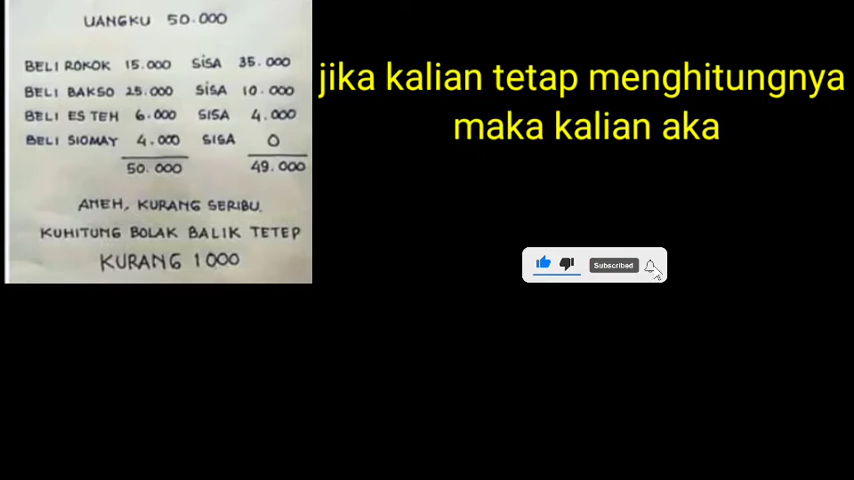 UANGKU 50.000
BELI ROKOK 15.000 SISA 35.000
BELI BAKSO 25.000 SISA 10.000
BELI ES TEH 6.000 SISA 4.000
BELI SIOMAY 4.000 SISA 0
50.000 49.000
ANEH, KURANG SERIBU.
KUHITUNG BOLAK BALIK TETEP
KURANG 1000
jika kalian tetap menghitungnya
maka kalian aka
Subscribed